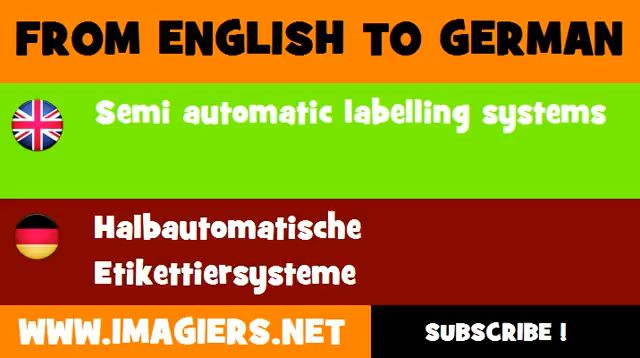 FROM ENGLISH TO GERMAN
Semi automatic labelling systems
Halbautomatische
Etikettiersysteme
WWW.IMAGIERS.NET
SUBSCRIBE !